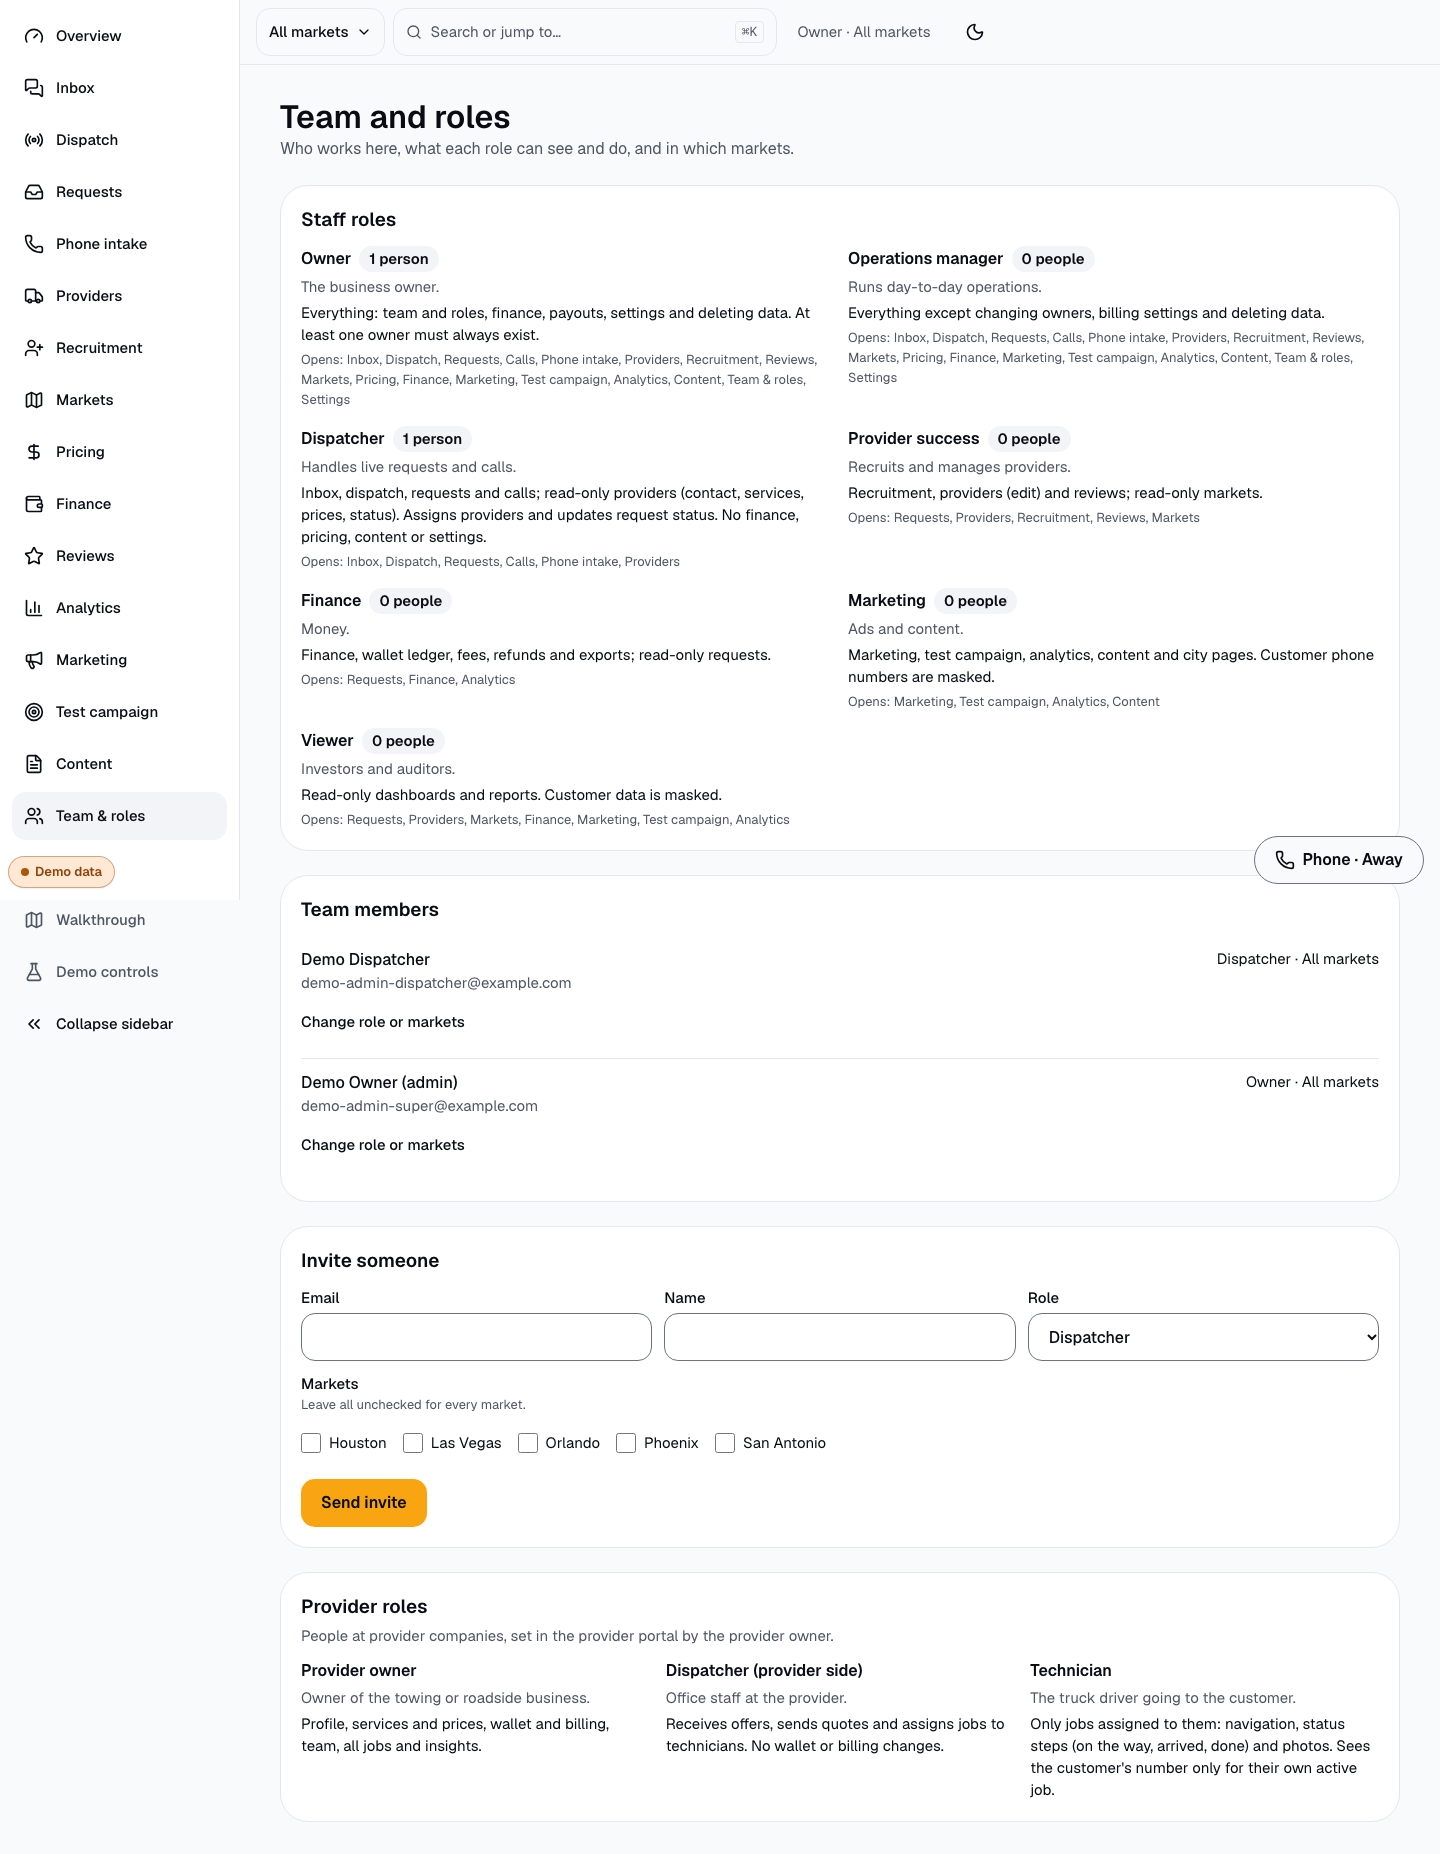 Overview
Inbox
Dispatch
Requests
Phone intake
Providers
Recruitment
Markets
Pricing
Finance
Reviews
Analytics
Marketing
Test campaign
Content
Team & roles
Demo data
Walkthrough
Demo controls
Collapse sidebar
All markets
Search or jump to...
⌘K
Owner · All markets
Team and roles
Who works here, what each role can see and do, and in which markets.
Staff roles
Owner 1 person
The business owner.
Everything: team and roles, finance, payouts, settings and deleting data. At
least one owner must always exist.
Opens: Inbox, Dispatch, Requests, Calls, Phone intake, Providers, Recruitment, Reviews,
Markets, Pricing, Finance, Marketing, Test campaign, Analytics, Content, Team & roles,
Settings
Operations manager 0 people
Runs day-to-day operations.
Everything except changing owners, billing settings and deleting data.
Opens: Inbox, Dispatch, Requests, Calls, Phone intake, Providers, Recruitment, Reviews,
Markets, Pricing, Finance, Marketing, Test campaign, Analytics, Content, Team & roles,
Settings
Dispatcher 1 person
Handles live requests and calls.
Inbox, dispatch, requests and calls; read-only providers (contact, services,
prices, status). Assigns providers and updates request status. No finance,
pricing, content or settings.
Opens: Inbox, Dispatch, Requests, Calls, Phone intake, Providers
Provider success 0 people
Recruits and manages providers.
Recruitment, providers (edit) and reviews; read-only markets.
Opens: Requests, Providers, Recruitment, Reviews, Markets
Finance 0 people
Money.
Finance, wallet ledger, fees, refunds and exports; read-only requests.
Opens: Requests, Finance, Analytics
Marketing 0 people
Ads and content.
Marketing, test campaign, analytics, content and city pages. Customer phone
numbers are masked.
Opens: Marketing, Test campaign, Analytics, Content
Viewer 0 people
Investors and auditors.
Read-only dashboards and reports. Customer data is masked.
Opens: Requests, Providers, Markets, Finance, Marketing, Test campaign, Analytics
Phone · Away
Team members
Demo Dispatcher
demo-admin-dispatcher@example.com
Dispatcher · All markets
Change role or markets
Demo Owner (admin)
demo-admin-super@example.com
Owner · All markets
Change role or markets
Invite someone
Email
Name
Role
Dispatcher
Markets
Leave all unchecked for every market.
Houston
Las Vegas
Orlando
Phoenix
San Antonio
Send invite
Provider roles
People at provider companies, set in the provider portal by the provider owner.
Provider owner
Owner of the towing or roadside business.
Profile, services and prices, wallet and billing,
team, all jobs and insights.
Dispatcher (provider side)
Office staff at the provider.
Receives offers, sends quotes and assigns jobs to
technicians. No wallet or billing changes.
Technician
The truck driver going to the customer.
Only jobs assigned to them: navigation, status
steps (on the way, arrived, done) and photos. Sees
the customer's number only for their own active
job.